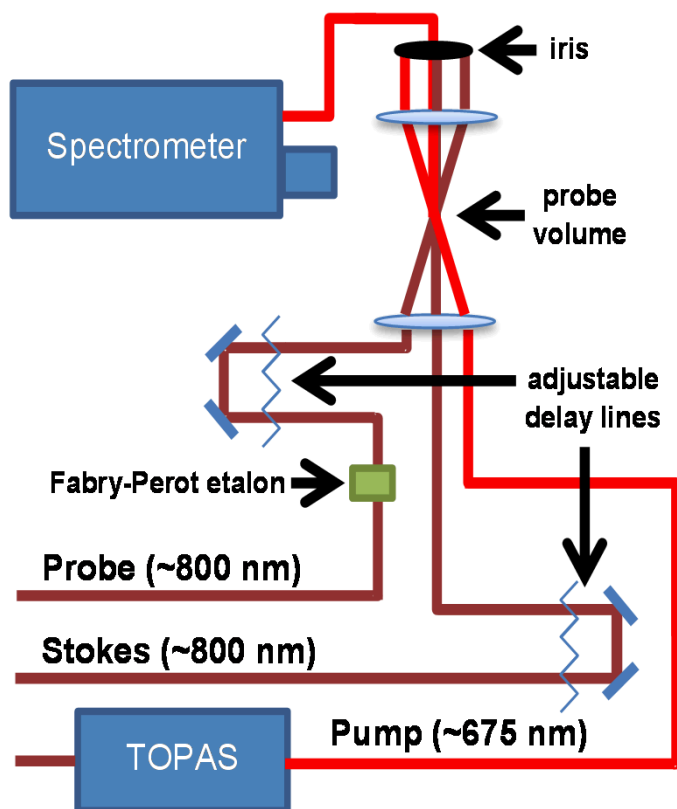 iris
Spectrometer
probe
volume
adjustable
delay lines
Fabry-Perot etalon
Probe (~800 nm)
Stokes (~800 nm)
Pump (~675 nm)
TOPAS